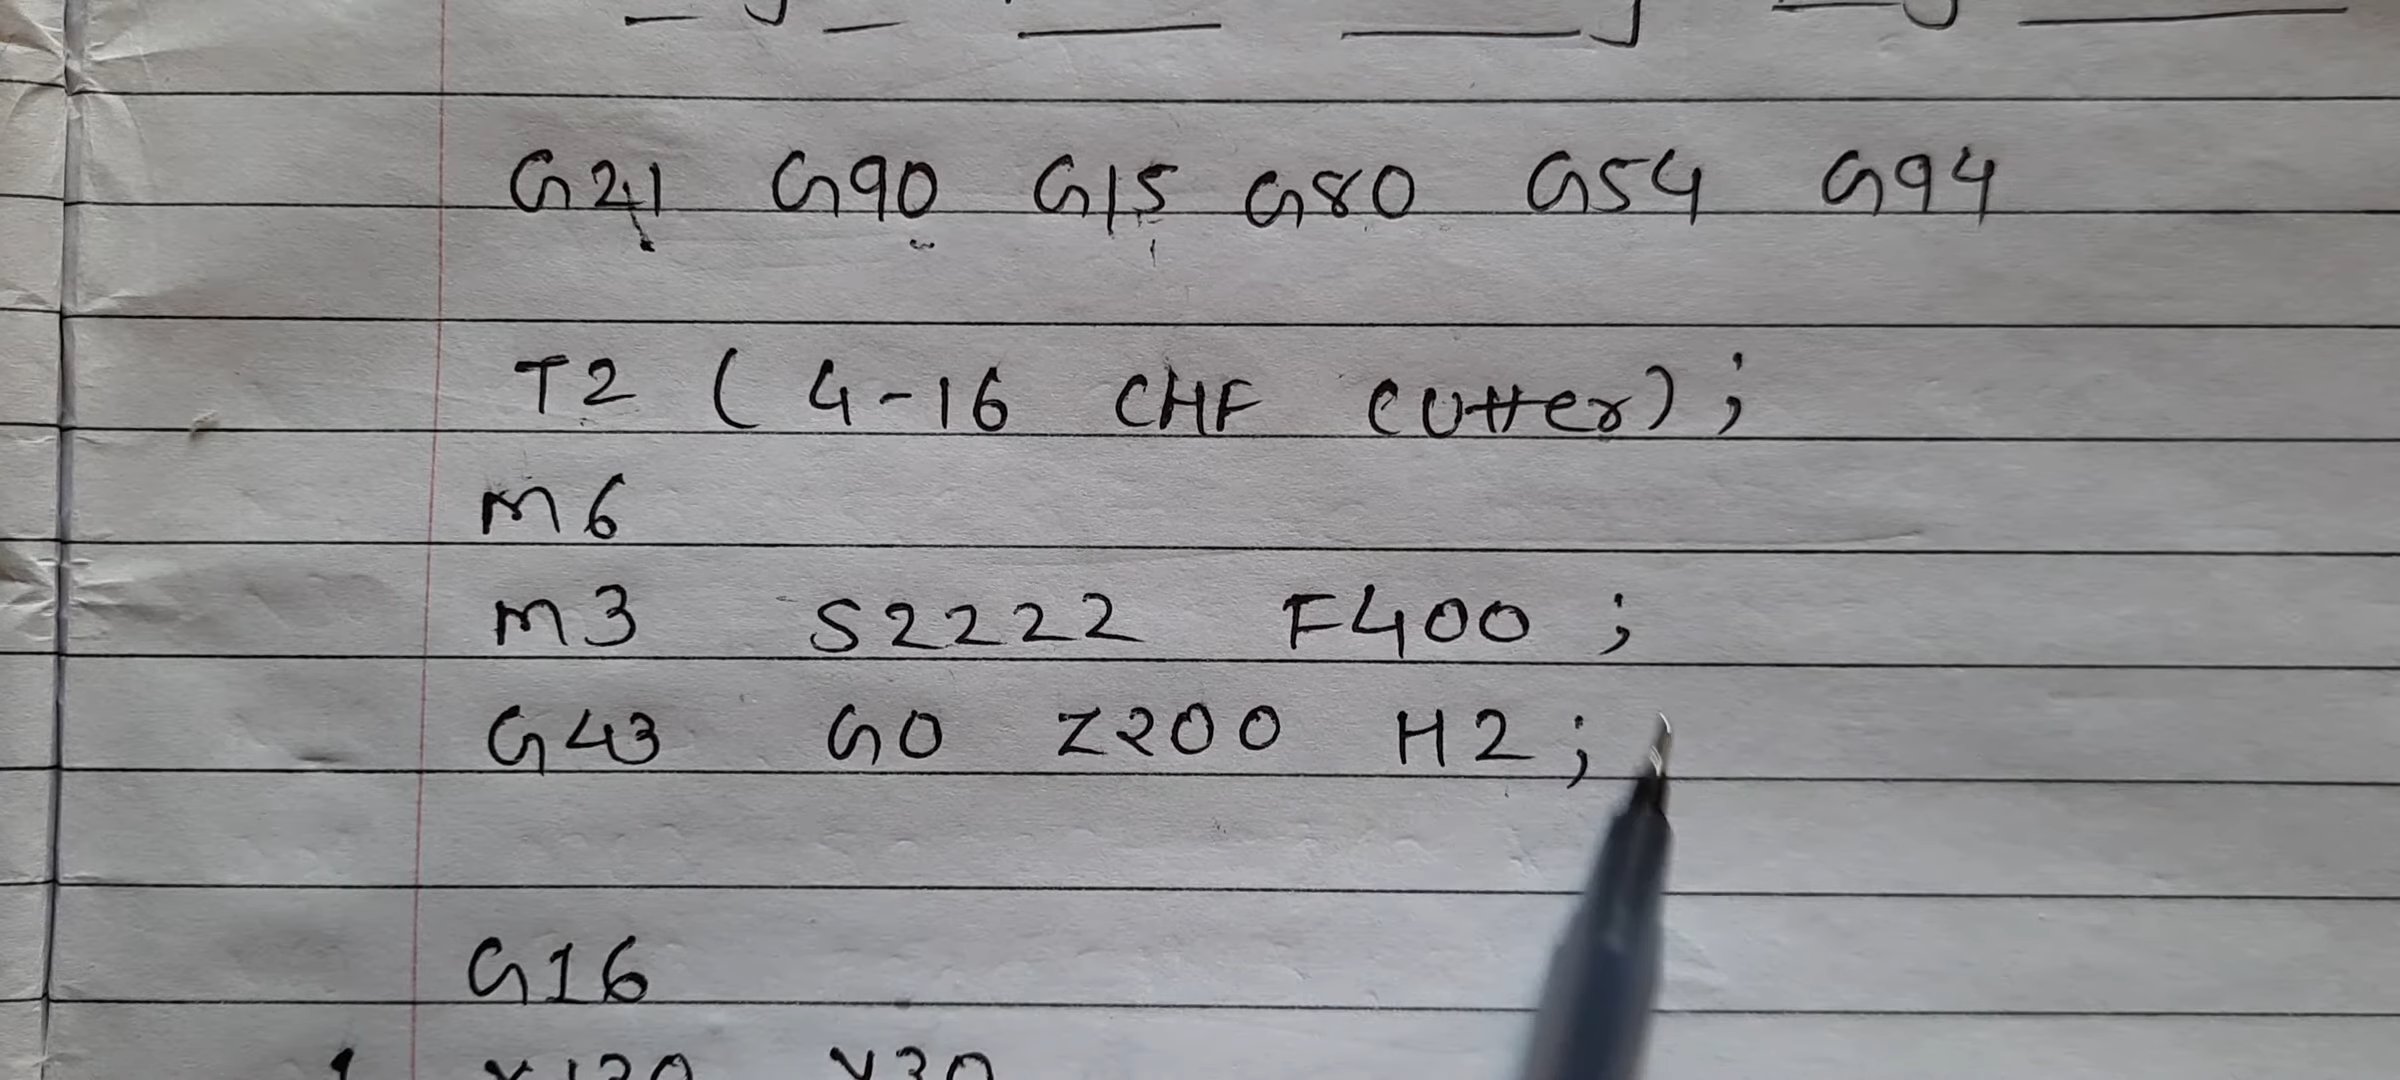 G21 G90 G15 G80 G54 G94
T2 ( 4-16 CHF Cutter) ;
M6
M3 S2222 F400 ;
G43 G0 Z200 H2 ;
G16